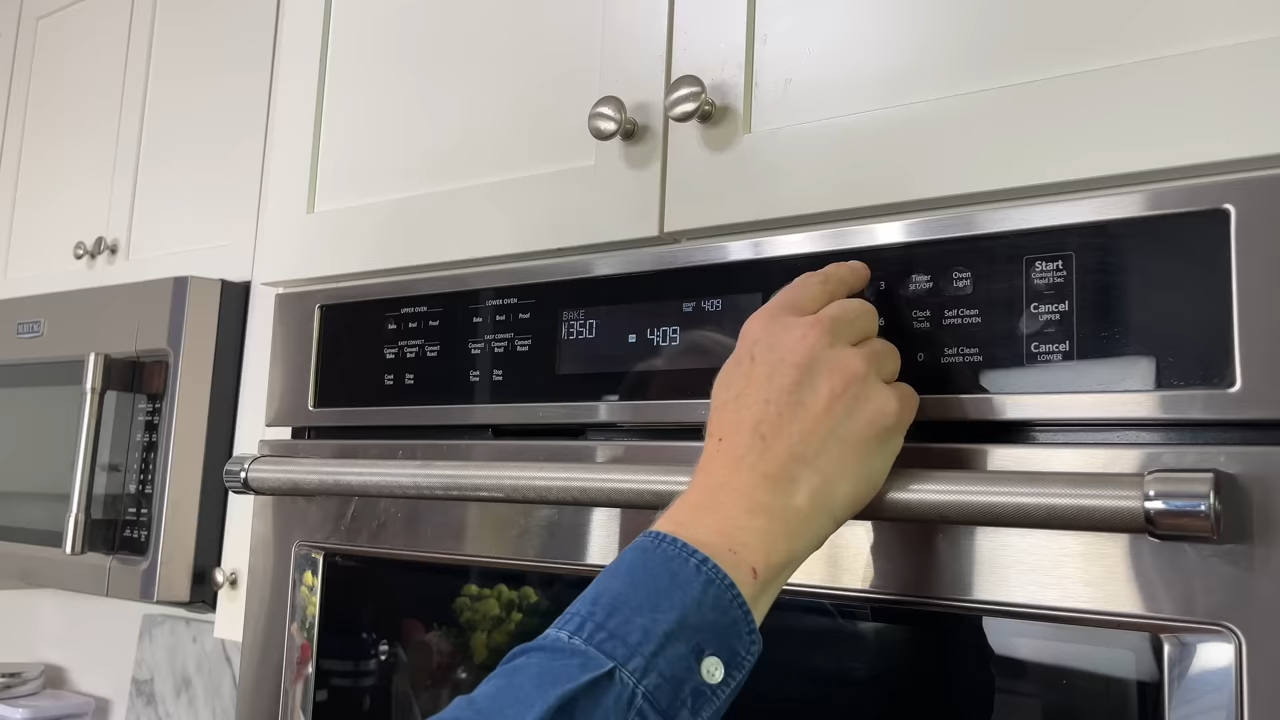 MAYTAG
UPPER OVEN
Bake | Broil | Proof
EASY CONVECT
Convect Bake | Convect Broil | Convect Roast
Cook Time | Stop Time
LOWER OVEN
Bake | Broil | Proof
EASY CONVECT
Convect Bake | Convect Broil | Convect Roast
Cook Time | Stop Time
BAKE
350°
START TIME 4:09
4:09
3
6
0
Timer
SET/OFF
Oven
Light
Clock
Tools
Self Clean
UPPER OVEN
Self Clean
LOWER OVEN
Start
Control Lock
Hold 3 Sec
Cancel
UPPER
Cancel
LOWER